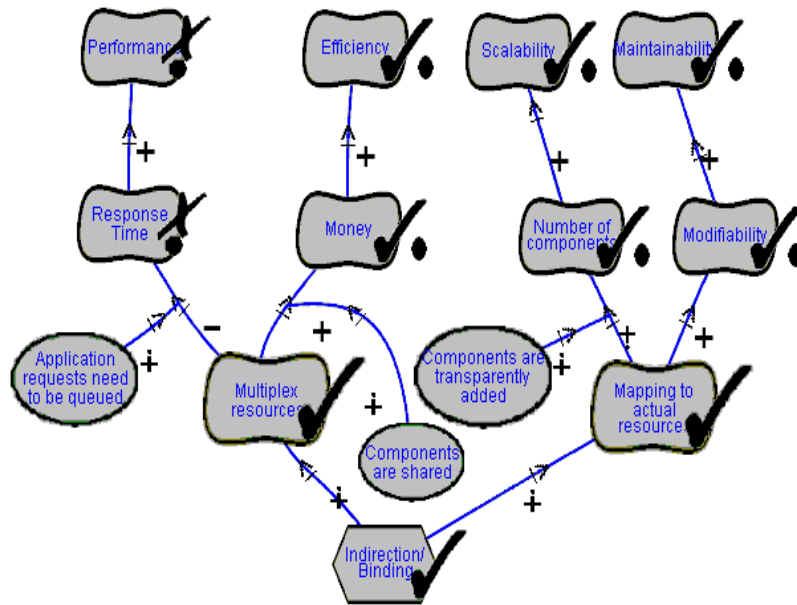 Performance
Efficiency
Scalability
Maintainability
+
+
+
+
Response
Time
Money
Number of
components
Modifiability
-
+
+
+
Application
requests need
to be queued
+
Multiplex
resources
+
Components
are shared
Components are
transparently
added
+
Mapping to
actual
resources
+
+
Indirection/
Binding